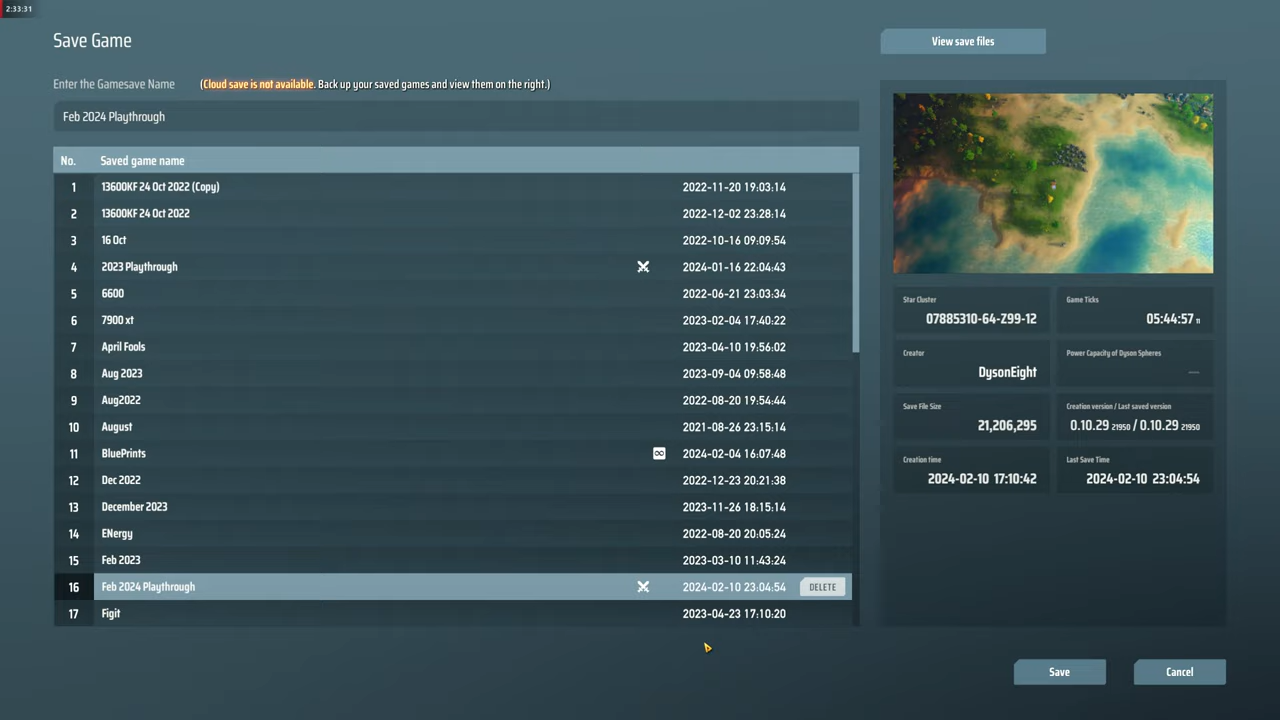 2:33:31
Save Game
View save files
Enter the Gamesave Name (Cloud save is not available. Back up your saved games and view them on the right.)
Feb 2024 Playthrough
No. Saved game name
1 13600KF 24 Oct 2022 (Copy) 2022-11-20 19:03:14
2 13600KF 24 Oct 2022 2022-12-02 23:28:14
3 16 Oct 2022-10-16 09:09:54
4 2023 Playthrough 2024-01-16 22:04:43
5 6600 2022-06-21 23:03:34
6 7900 xt 2023-02-04 17:40:22
7 April Fools 2023-04-10 19:56:02
8 Aug 2023 2023-09-04 09:58:48
9 Aug2022 2022-08-20 19:54:44
10 August 2021-08-26 23:15:14
11 BluePrints 2024-02-04 16:07:48
12 Dec 2022 2022-12-23 20:21:38
13 December 2023 2023-11-26 18:15:14
14 ENergy 2022-08-20 20:05:24
15 Feb 2023 2023-03-10 11:43:24
16 Feb 2024 Playthrough 2024-02-10 23:04:54 DELETE
17 Figit 2023-04-23 17:10:20
Star Cluster
07885310-64-Z99-12
Game Ticks
05:44:57 11
Creator
DysonEight
Power Capacity of Dyson Spheres
—
Save File Size
21,206,295
Creation version / Last saved version
0.10.29 21950 / 0.10.29 21950
Creation time
2024-02-10 17:10:42
Last Save Time
2024-02-10 23:04:54
Save
Cancel